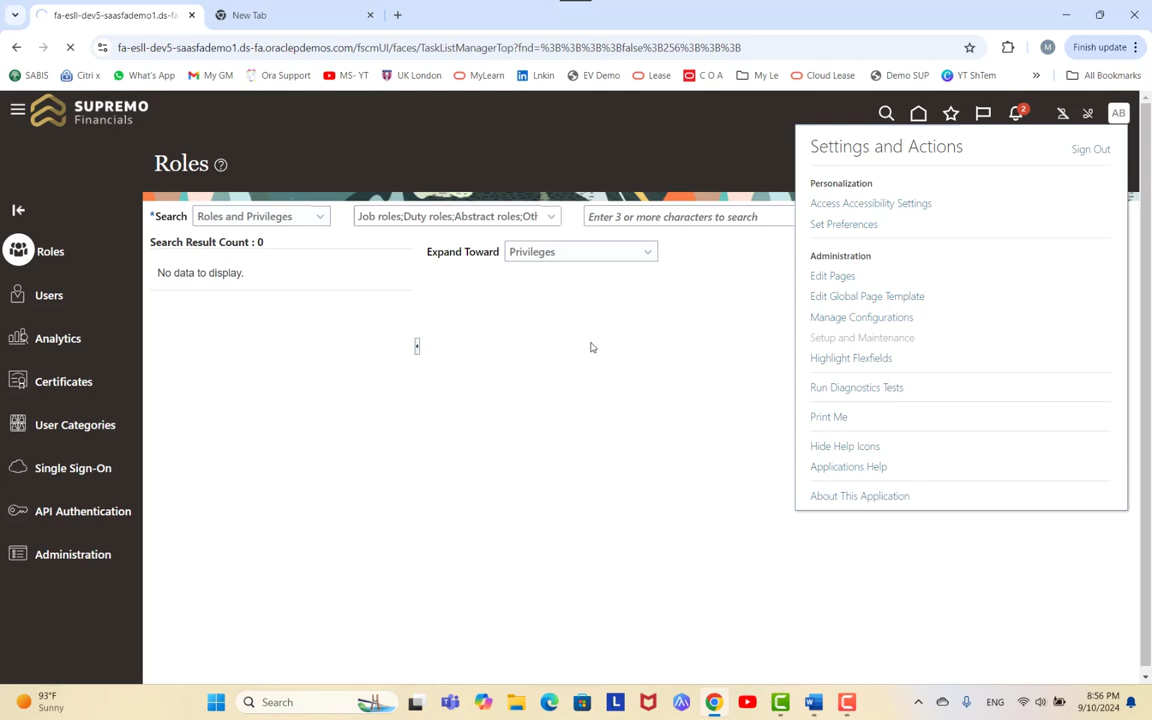 fa-esll-dev5-saasfademo1.ds-fa
New Tab
fa-esll-dev5-saasfademo1.ds-fa.oraclepdemos.com/fscmUI/faces/TaskListManagerTop?fnd=%3B%3B%3B%3Bfalse%3B256%3B%3B%3B
M
Finish update
SABIS
Citri x
What's App
My GM
Ora Support
MS- YT
UK London
MyLearn
Lnkin
EV Demo
Lease
C O A
My Le
Cloud Lease
Demo SUP
YT ShTem
»
All Bookmarks
SUPREMO
Financials
2
AB
Roles
Settings and Actions
Sign Out
Personalization
Access Accessibility Settings
Set Preferences
Administration
Edit Pages
Edit Global Page Template
Manage Configurations
Setup and Maintenance
Highlight Flexfields
Run Diagnostics Tests
Print Me
Hide Help Icons
Applications Help
About This Application
*Search
Roles and Privileges
Job roles;Duty roles;Abstract roles;Oth
Enter 3 or more characters to search
Search Result Count : 0
Expand Toward
Privileges
No data to display.
Roles
Users
Analytics
Certificates
User Categories
Single Sign-On
API Authentication
Administration
93°F
Sunny
Search
ENG
8:56 PM
9/10/2024